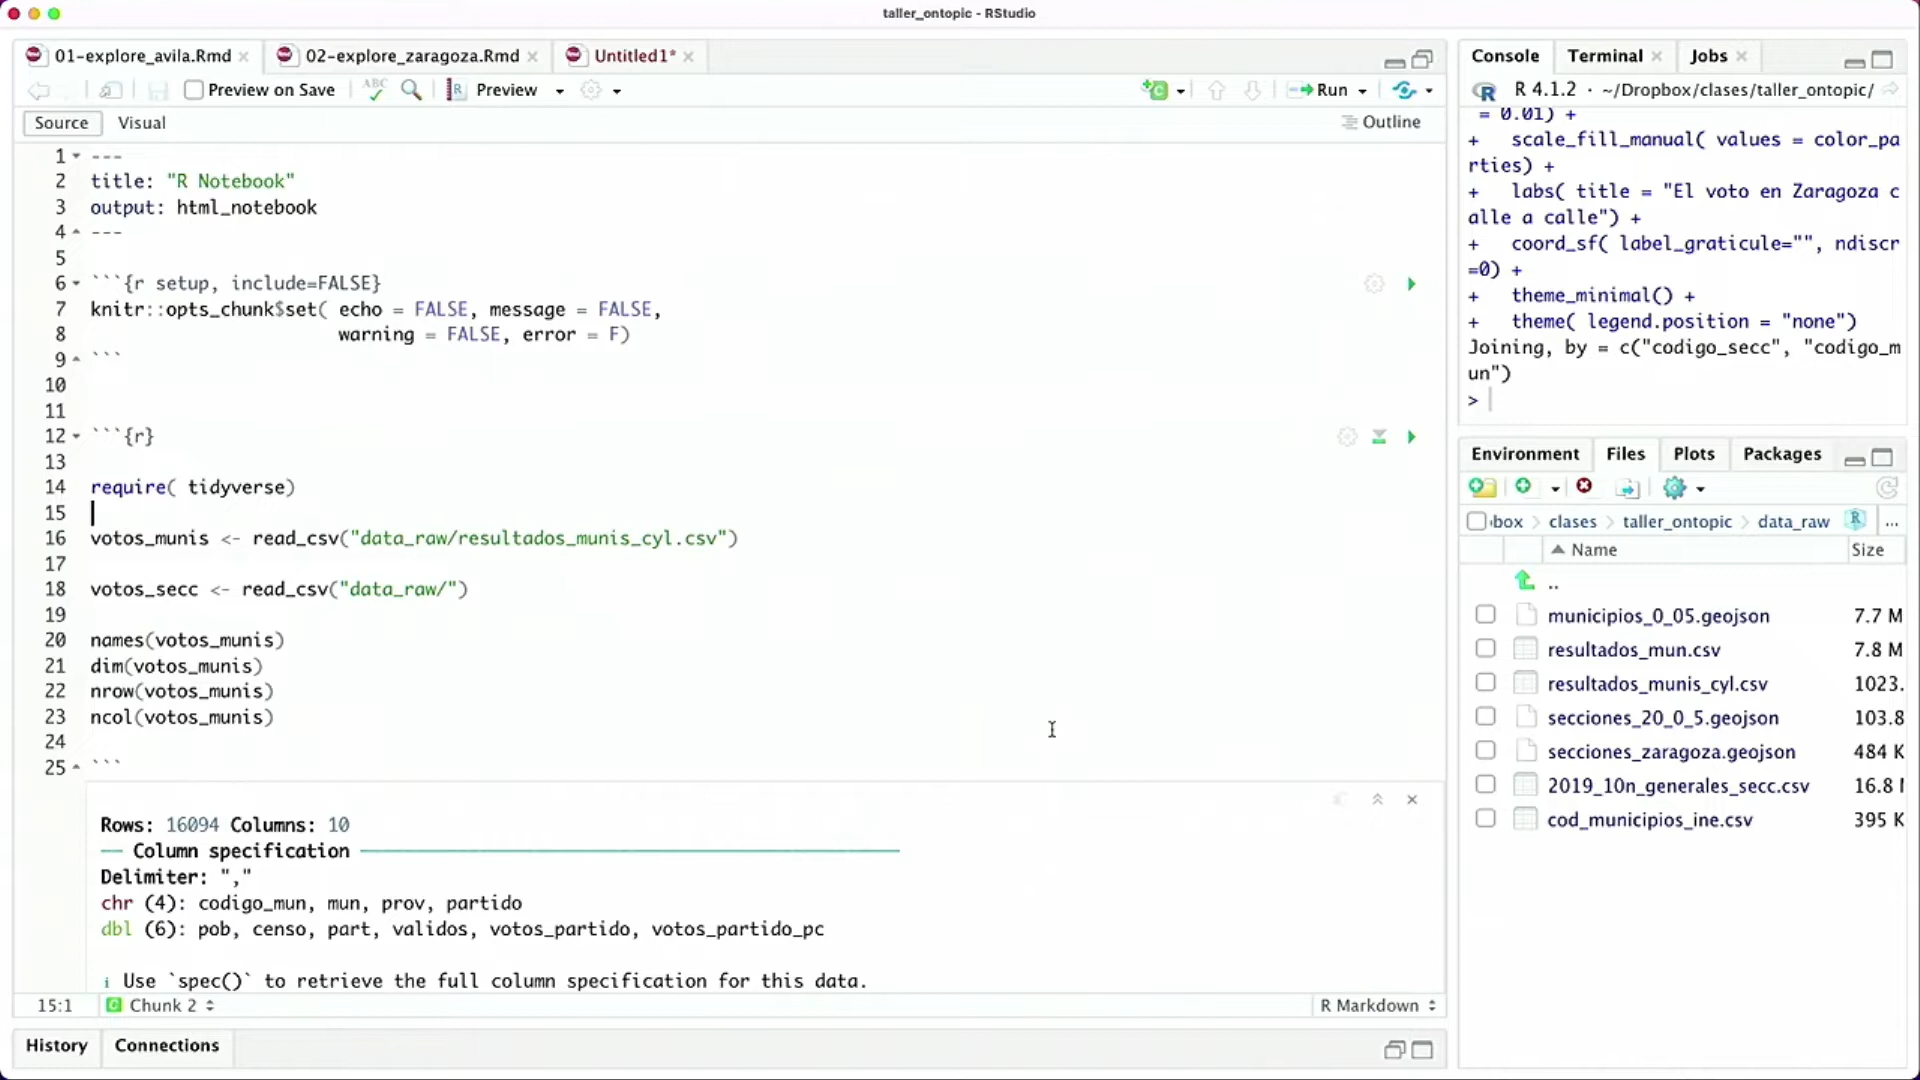 taller_ontopic - RStudio
01-explore_avila.Rmd
02-explore_zaragoza.Rmd
Untitled1*
Preview on Save
ABC
Preview
Run
Source
Visual
Outline
1 ---
2 title: "R Notebook"
3 output: html_notebook
4 ---
5
6 ```{r setup, include=FALSE}
7 knitr::opts_chunk$set( echo = FALSE, message = FALSE,
8 warning = FALSE, error = F)
9 ```
10
11
12 ```{r}
13
14 require( tidyverse)
15
16 votos_munis <- read_csv("data_raw/resultados_munis_cyl.csv")
17
18 votos_secc <- read_csv("data_raw/")
19
20 names(votos_munis)
21 dim(votos_munis)
22 nrow(votos_munis)
23 ncol(votos_munis)
24
25 ```
Rows: 16094 Columns: 10
── Column specification ──
Delimiter: ","
chr (4): codigo_mun, mun, prov, partido
dbl (6): pob, censo, part, validos, votos_partido, votos_partido_pc
i Use `spec()` to retrieve the full column specification for this data.
15:1
Chunk 2
R Markdown
History
Connections
Console
Terminal
Jobs
R 4.1.2 · ~/Dropbox/clases/taller_ontopic/
= 0.01) +
+ scale_fill_manual( values = color_pa
rties) +
+ labs( title = "El voto en Zaragoza c
alle a calle") +
+ coord_sf( label_graticule="", ndiscr
=0) +
+ theme_minimal() +
+ theme( legend.position = "none")
Joining, by = c("codigo_secc", "codigo_m
un")
>
Environment
Files
Plots
Packages
box > clases > taller_ontopic > data_raw
...
Name
Size
..
municipios_0_05.geojson 7.7 M
resultados_mun.csv 7.8 M
resultados_munis_cyl.csv 1023.
secciones_20_0_5.geojson 103.8
secciones_zaragoza.geojson 484 K
2019_10n_generales_secc.csv 16.8
cod_municipios_ine.csv 395 K